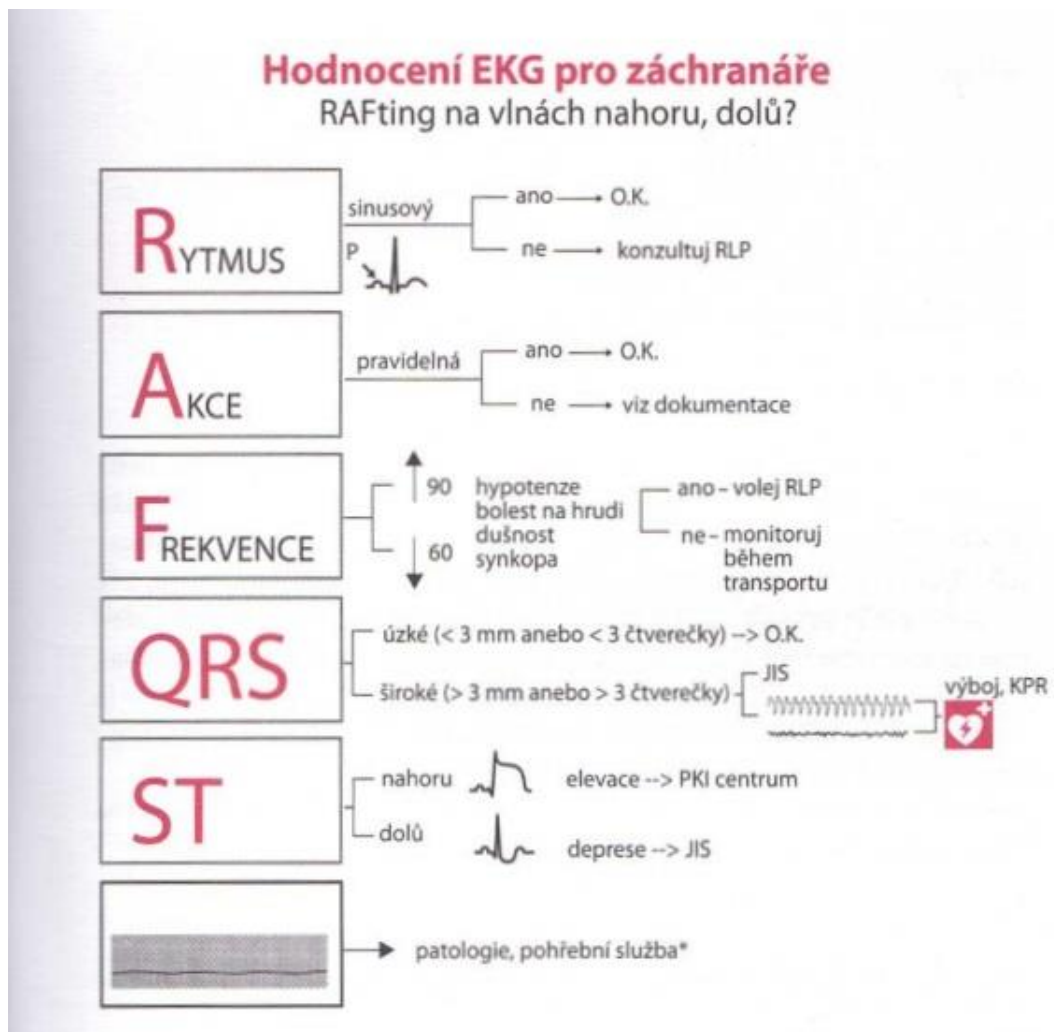 Hodnocení EKG pro záchranáře
RAFting na vlnách nahoru, dolů?
RYTMUS
sinusový
P
ano → O.K.
ne → konzultuj RLP
AKCE
pravidelná
ano → O.K.
ne → viz dokumentace
FREKVENCE
90
60
hypotenze
bolest na hrudi
dušnost
synkopa
ano – volej RLP
ne – monitoruj
během
transportu
QRS
úzké (< 3 mm anebo < 3 čtverečky) --> O.K.
široké (> 3 mm anebo > 3 čtverečky)
JIS
výboj, KPR
ST
nahoru
elevace --> PKI centrum
dolů
deprese --> JIS
patologie, pohřební služba*